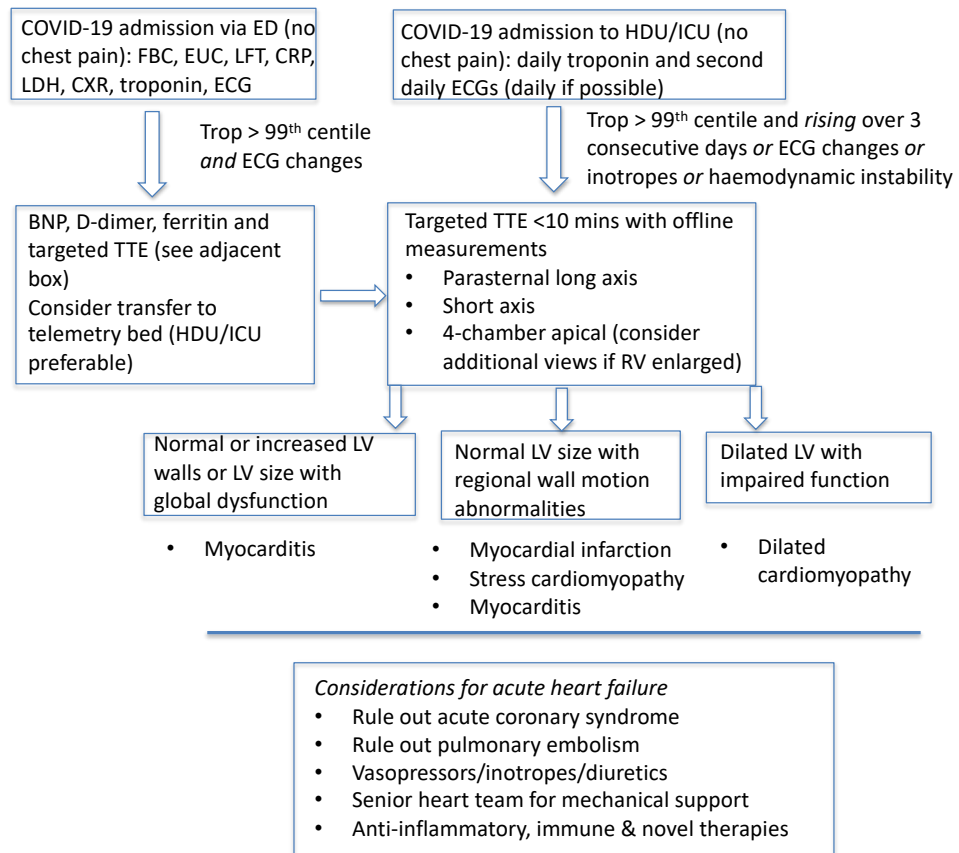 COVID-19 admission via ED (no
chest pain): FBC, EUC, LFT, CRP,
LDH, CXR, troponin, ECG
COVID-19 admission to HDU/ICU (no
chest pain): daily troponin and second
daily ECGs (daily if possible)
Trop > 99th centile
and ECG changes
Trop > 99th centile and rising over 3
consecutive days or ECG changes or
inotropes or haemodynamic instability
BNP, D-dimer, ferritin and
targeted TTE (see adjacent
box)
Consider transfer to
telemetry bed (HDU/ICU
preferable)
Targeted TTE <10 mins with offline
measurements
• Parasternal long axis
• Short axis
• 4-chamber apical (consider
additional views if RV enlarged)
Normal or increased LV
walls or LV size with
global dysfunction
Normal LV size with
regional wall motion
abnormalities
Dilated LV with
impaired function
• Myocarditis
• Myocardial infarction
• Stress cardiomyopathy
• Myocarditis
• Dilated
cardiomyopathy
Considerations for acute heart failure
• Rule out acute coronary syndrome
• Rule out pulmonary embolism
• Vasopressors/inotropes/diuretics
• Senior heart team for mechanical support
• Anti-inflammatory, immune & novel therapies